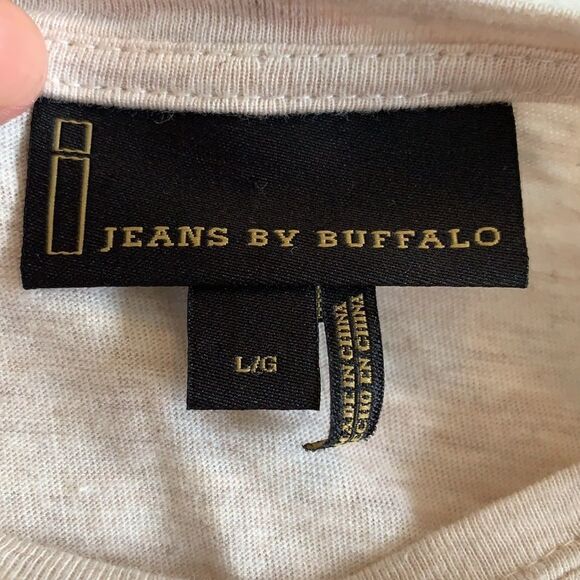 i JEANS BY BUFFALO
L/G
MADE IN CHINA
HECHO EN CHINA